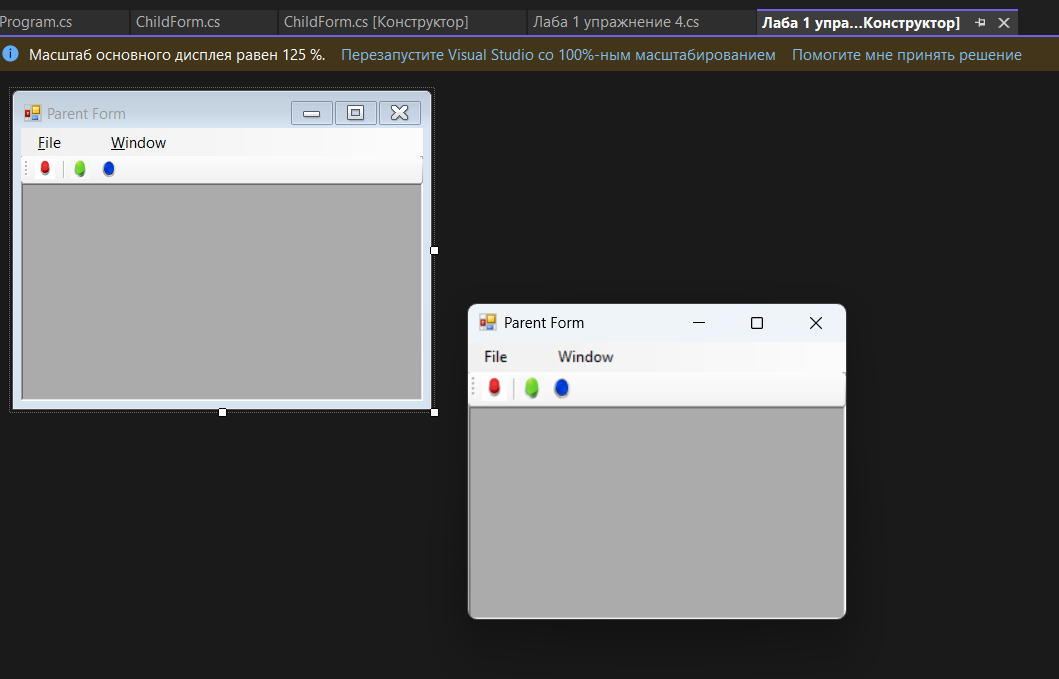 Program.cs ChildForm.cs ChildForm.cs [Конструктор] Лаба 1 упражнение 4.cs Лаба 1 упра...Конструктор]
Масштаб основного дисплея равен 125 %. Перезапустите Visual Studio со 100%-ным масштабированием Помогите мне принять решение
Parent Form
File Window
Parent Form
File Window